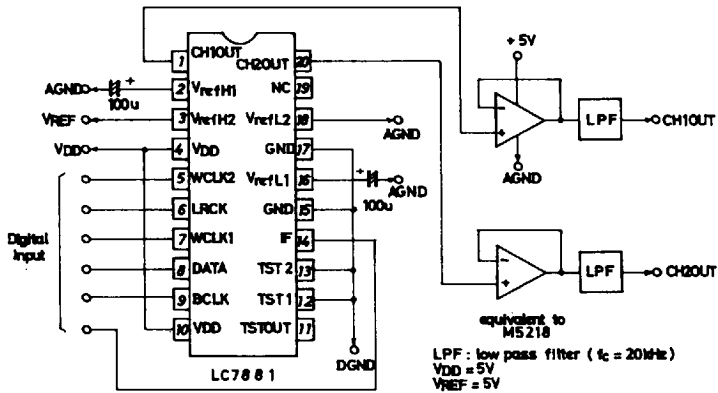 +5V
1 CH1OUT CH2OUT 20
AGND + 100u 2 VrefH1 NC 19
VREF 3 VrefH2 VrefL2 18 AGND
VDD 4 VDD GND 17
5 WCLK2 VrefL1 16 + 100u AGND
6 LRCK GND 15
Digital Input
7 WCLK1 IF 14
8 DATA TST2 13
9 BCLK TST1 12
10 VDD TSTOUT 11
DGND
LC7881
- + LPF CH1OUT
AGND
- + LPF CH2OUT
equivalent to
M5218
LPF : low pass filter ( fc = 20kHz )
VDD = 5V
VREF = 5V